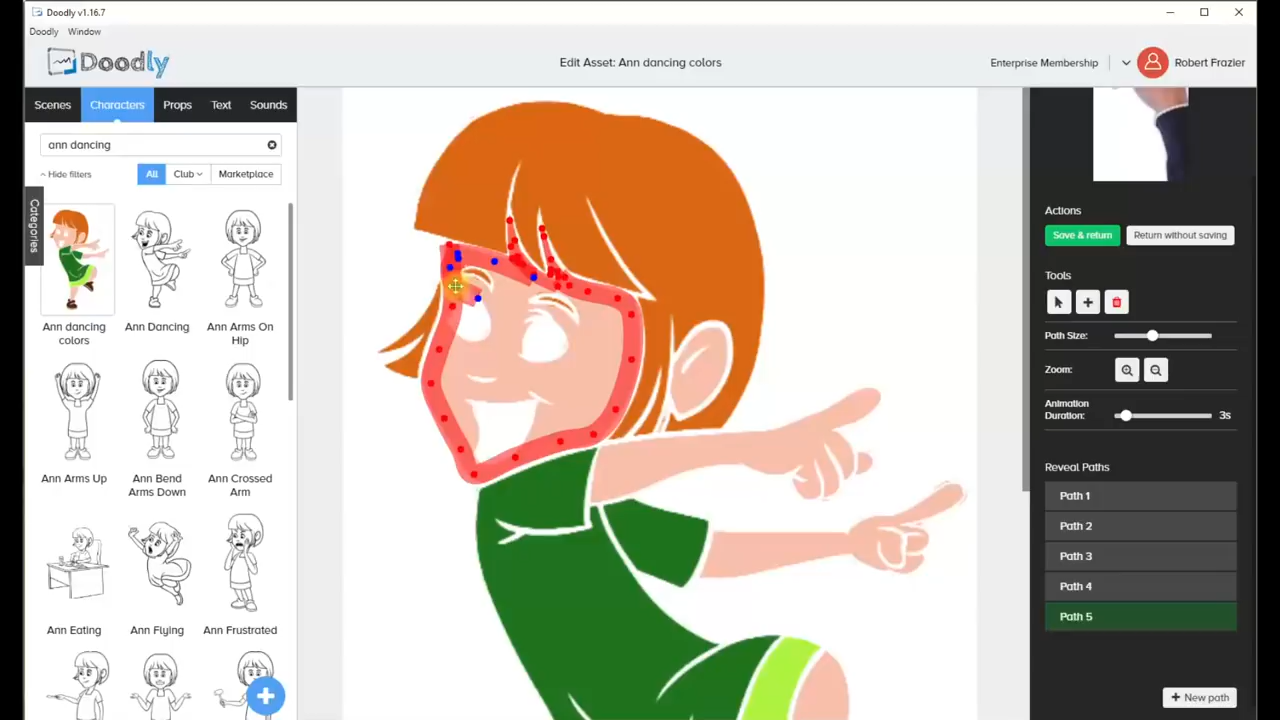 Doodly v1.16.7
Doodly Window
Doodly
Edit Asset: Ann dancing colors
Enterprise Membership
Robert Frazier
Scenes Characters Props Text Sounds
ann dancing
Hide filters
All Club Marketplace
Categories
Ann dancing
colors
Ann Dancing
Ann Arms On
Hip
Ann Arms Up
Ann Bend
Arms Down
Ann Crossed
Arm
Ann Eating
Ann Flying
Ann Frustrated
Actions
Save & return Return without saving
Tools
Path Size:
Zoom:
Animation
Duration:
3s
Reveal Paths
Path 1
Path 2
Path 3
Path 4
Path 5
New path